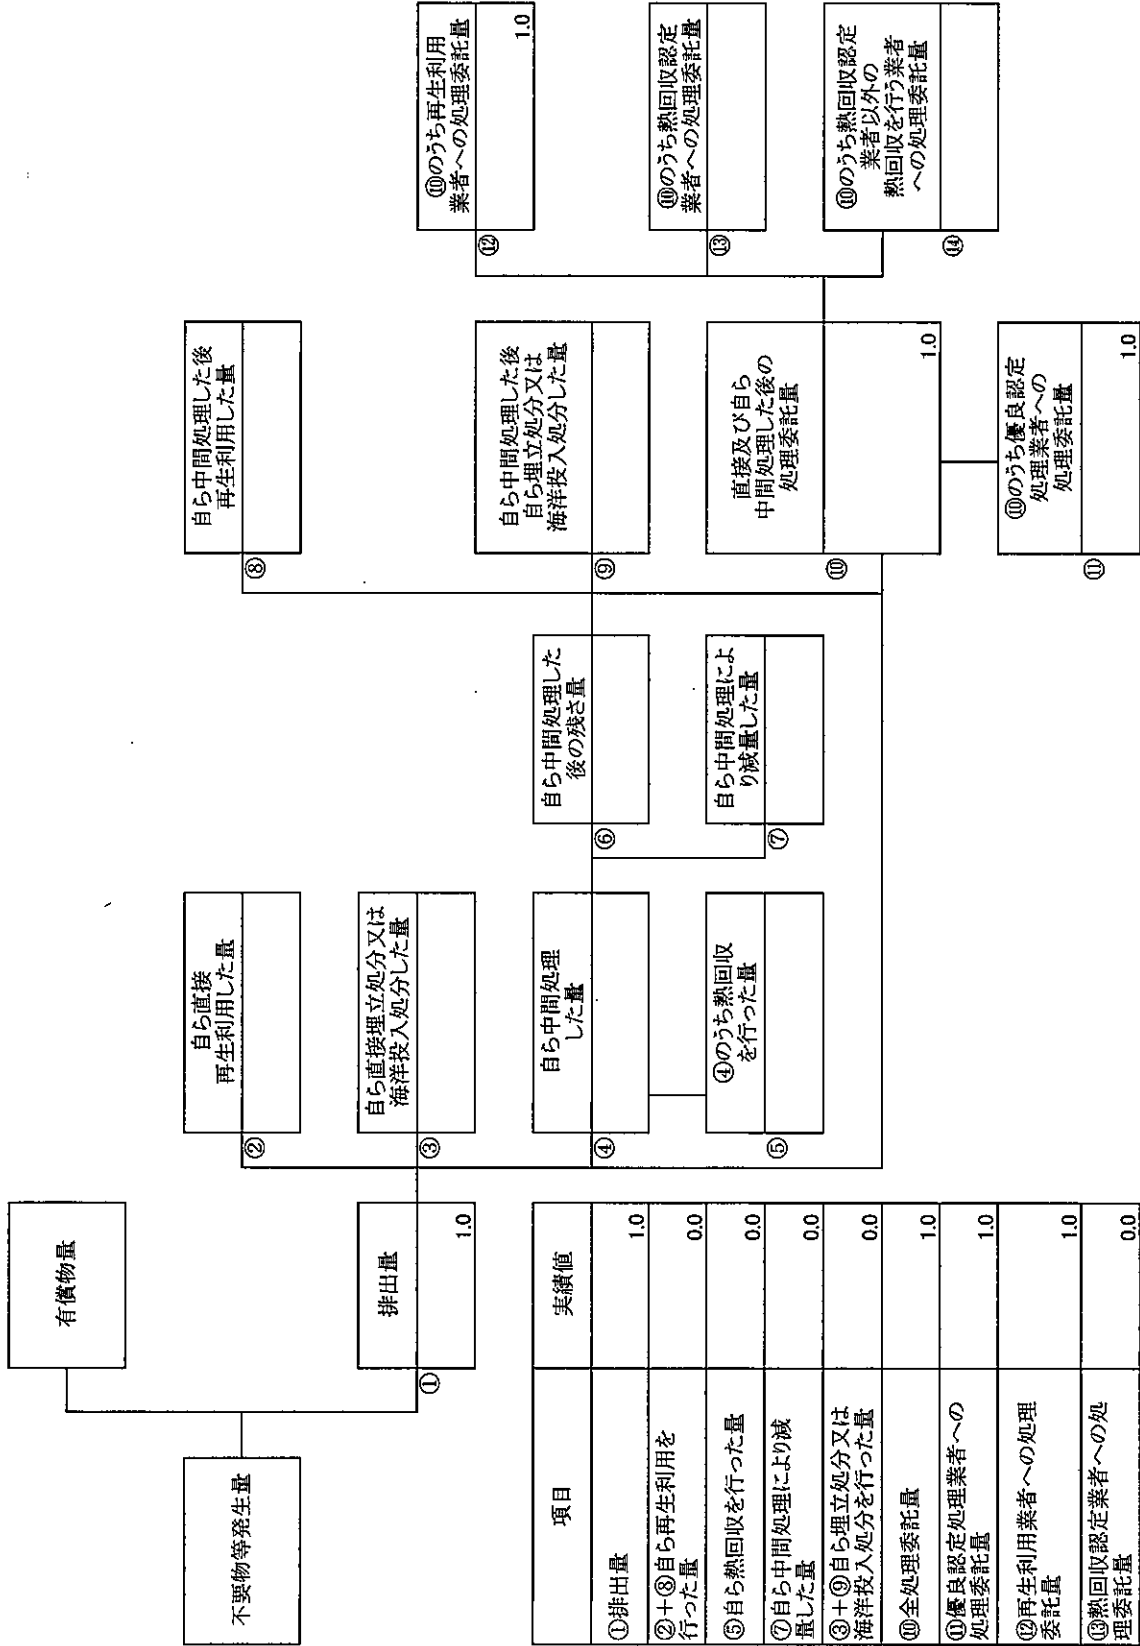 不要物等発生量
有償物量
排出量
①
1.0
自ら直接
再生利用した量
②
自ら直接埋立処分又は
海洋投入処分した量
③
自ら中間処理
した量
④
④のうち熱回収
を行った量
⑤
自ら中間処理した
後の残さ量
⑥
自ら中間処理によ
り減量した量
⑦
自ら中間処理した後
再生利用した量
⑧
自ら中間処理した後
自ら埋立処分又は
海洋投入処分した量
⑨
直接及び自ら
中間処理した後の
処理委託量
⑩
1.0
⑩のうち優良認定
処理業者への
処理委託量
⑪
1.0
⑩のうち再生利用
業者への処理委託量
⑫
1.0
⑩のうち熱回収認定
業者への処理委託量
⑬
⑩のうち熱回収認定
業者以外の
熱回収を行う業者
への処理委託量
⑭
項目
実績値
①排出量
1.0
②+⑧自ら再生利用を
行った量
0.0
⑤自ら熱回収を行った量
0.0
⑦自ら中間処理により減
量した量
0.0
③+⑨自ら埋立処分又は
海洋投入処分を行った量
0.0
⑩全処理委託量
1.0
⑪優良認定処理業者への
処理委託量
1.0
⑫再生利用業者への処理
委託量
1.0
⑬熱回収認定業者への処
理委託量
0.0